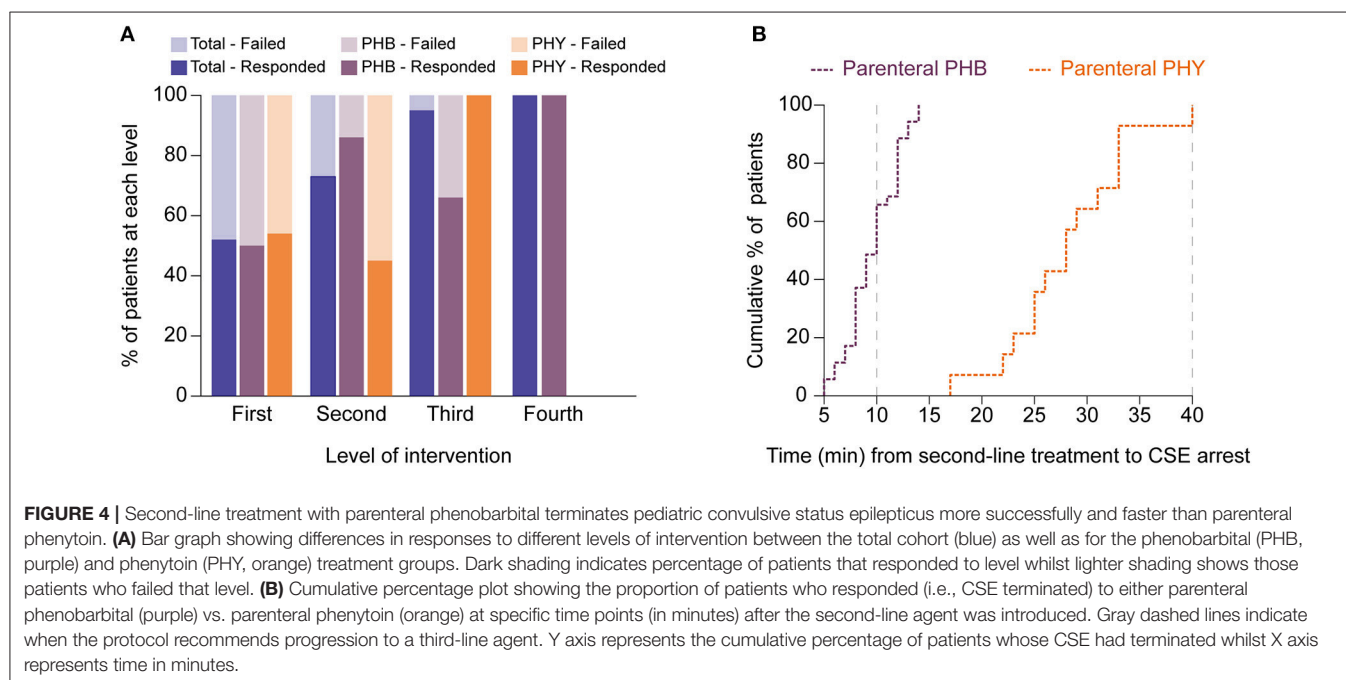 A
Total - Failed PHB - Failed PHY - Failed
Total - Responded PHB - Responded PHY - Responded
% of patients at each level
100
80
60
40
20
0
First Second Third Fourth
Level of intervention
B
Parenteral PHB Parenteral PHY
Cumulative % of patients
100
80
60
40
20
0
5 10 15 20 25 30 35 40
Time (min) from second-line treatment to CSE arrest
FIGURE 4 | Second-line treatment with parenteral phenobarbital terminates pediatric convulsive status epilepticus more successfully and faster than parenteral
phenytoin. (A) Bar graph showing differences in responses to different levels of intervention between the total cohort (blue) as well as for the phenobarbital (PHB,
purple) and phenytoin (PHY, orange) treatment groups. Dark shading indicates percentage of patients that responded to level whilst lighter shading shows those
patients who failed that level. (B) Cumulative percentage plot showing the proportion of patients who responded (i.e., CSE terminated) to either parenteral
phenobarbital (purple) vs. parenteral phenytoin (orange) at specific time points (in minutes) after the second-line agent was introduced. Gray dashed lines indicate
when the protocol recommends progression to a third-line agent. Y axis represents the cumulative percentage of patients whose CSE had terminated whilst X axis
represents time in minutes.